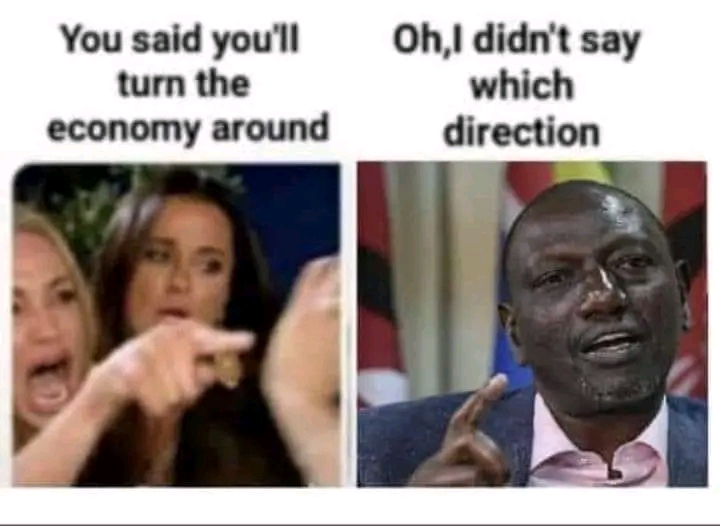 You said you'll
turn the
economy around
Oh,I didn't say
which
direction